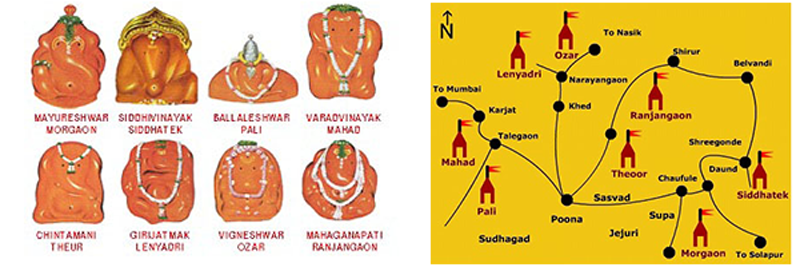 MAYURESHWAR
MORGAON
SIDDHIVINAYAK
SIDDHATEK
BALLALESHWAR
PALI
VARADVINAYAK
MAHAD
CHINTAMANI
THEUR
GIRIJATMAK
LENYADRI
VIGNESHWAR
OZAR
MAHAGANAPATI
RANJANGAON
N
Ozar
To Nasik
Lenyadri
Shirur
Belvandi
Narayangaon
To Mumbai
Ranjangaon
Karjat
Khed
Talegaon
Mahad
Theoor
Shreegonde
Daund
Chaufule
Siddhatek
Pali
Sasvad
Poona
Supa
Sudhagad
Jejuri
Morgaon
To Solapur